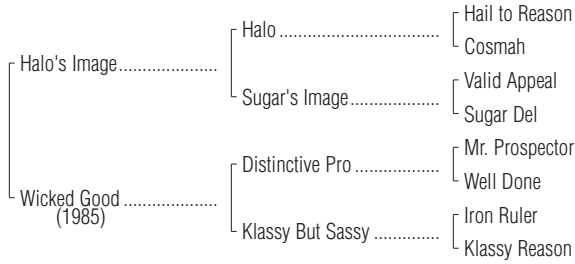 Hail to Reason
Halo ..................................
Cosmah
Halo's Image.....................
Valid Appeal
Sugar's Image...................
Sugar Del
Mr. Prospector
Distinctive Pro ..................
Well Done
Wicked Good ....................
(1985)
Iron Ruler
Klassy But Sassy ..............
Klassy Reason